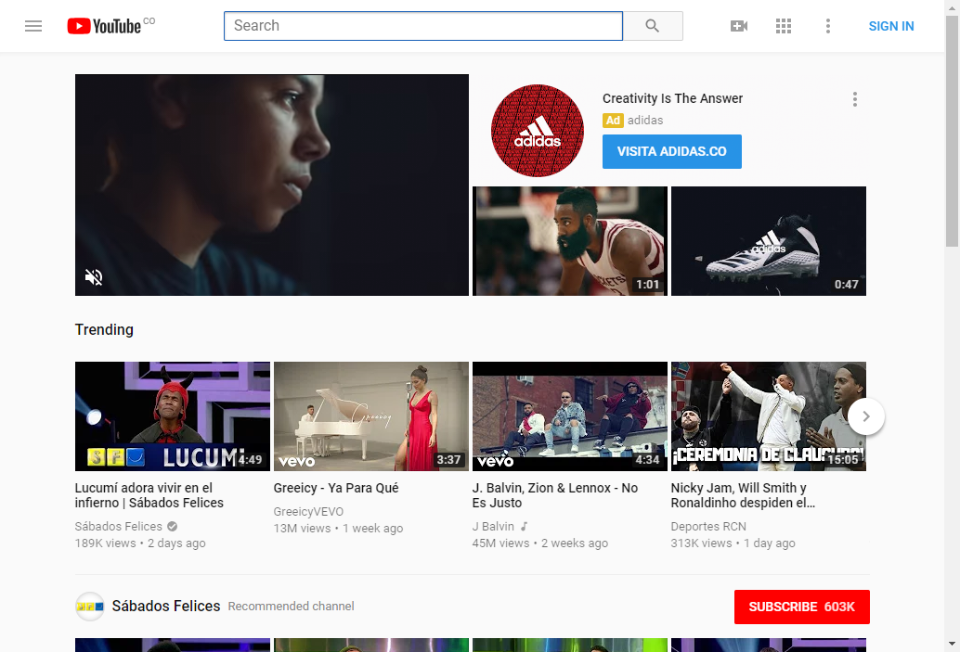 YouTube CO
Search
SIGN IN
Creativity Is The Answer
Ad adidas
VISITA ADIDAS.CO
adidas
adidas
1:01
0:47
Trending
LUCUMÍ
4:49
Greeicy
vevo
3:37
vevo
4:34
¡CEREMONIA DE CLAUSURA!
15:05
Lucumí adora vivir en el
infierno | Sábados Felices
Sábados Felices
189K views • 2 days ago
Greeicy - Ya Para Qué
GreeicyVEVO
13M views • 1 week ago
J. Balvin, Zion & Lennox - No
Es Justo
J Balvin
45M views • 2 weeks ago
Nicky Jam, Will Smith y
Ronaldinho despiden el...
Deportes RCN
313K views • 1 day ago
Sábados Felices Recommended channel
SUBSCRIBE 603K